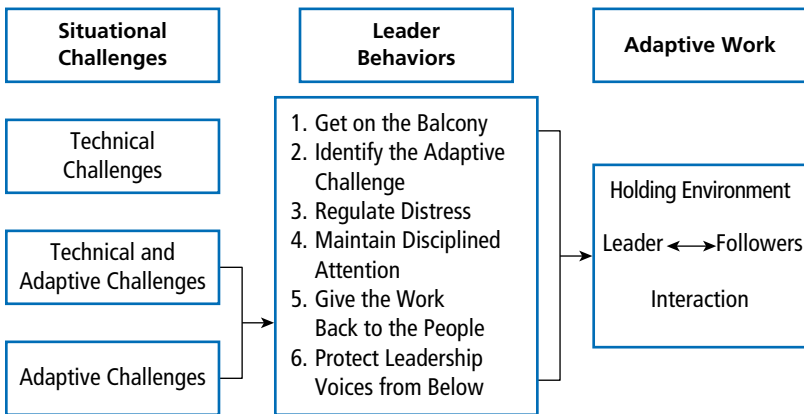 Situational
Challenges
Leader
Behaviors
Adaptive Work
Technical
Challenges
Technical and
Adaptive Challenges
Adaptive Challenges
1. Get on the Balcony
2. Identify the Adaptive
Challenge
3. Regulate Distress
4. Maintain Disciplined
Attention
5. Give the Work
Back to the People
6. Protect Leadership
Voices from Below
Holding Environment
Leader Followers
Interaction